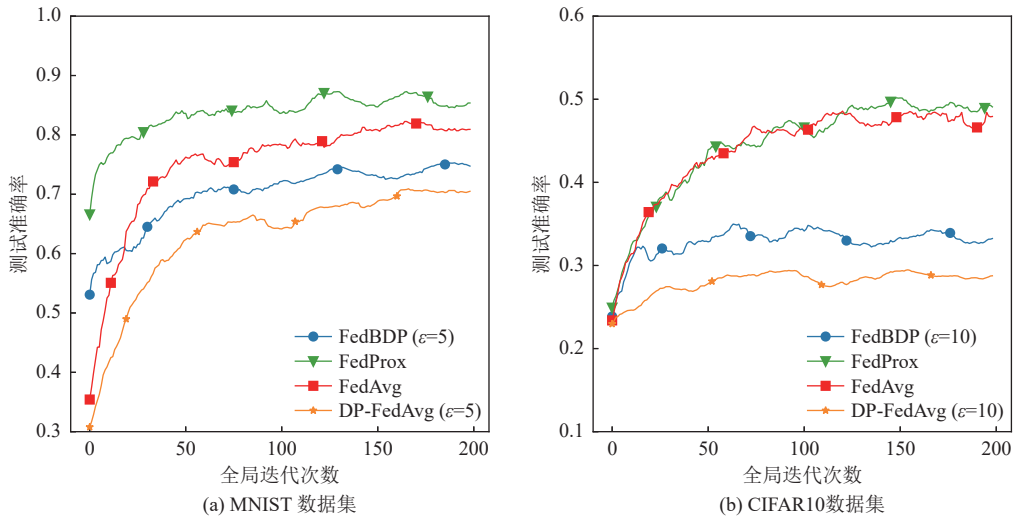 1.0
0.9
0.8
0.7
0.6
0.5
0.4
0.3
测试准确率
0
50
100
150
200
全局迭代次数
FedBDP (ε=5)
FedProx
FedAvg
DP-FedAvg (ε=5)
(a) MNIST 数据集
0.6
0.5
0.4
0.3
0.2
0.1
测试准确率
0
50
100
150
200
全局迭代次数
FedBDP (ε=10)
FedProx
FedAvg
DP-FedAvg (ε=10)
(b) CIFAR10数据集